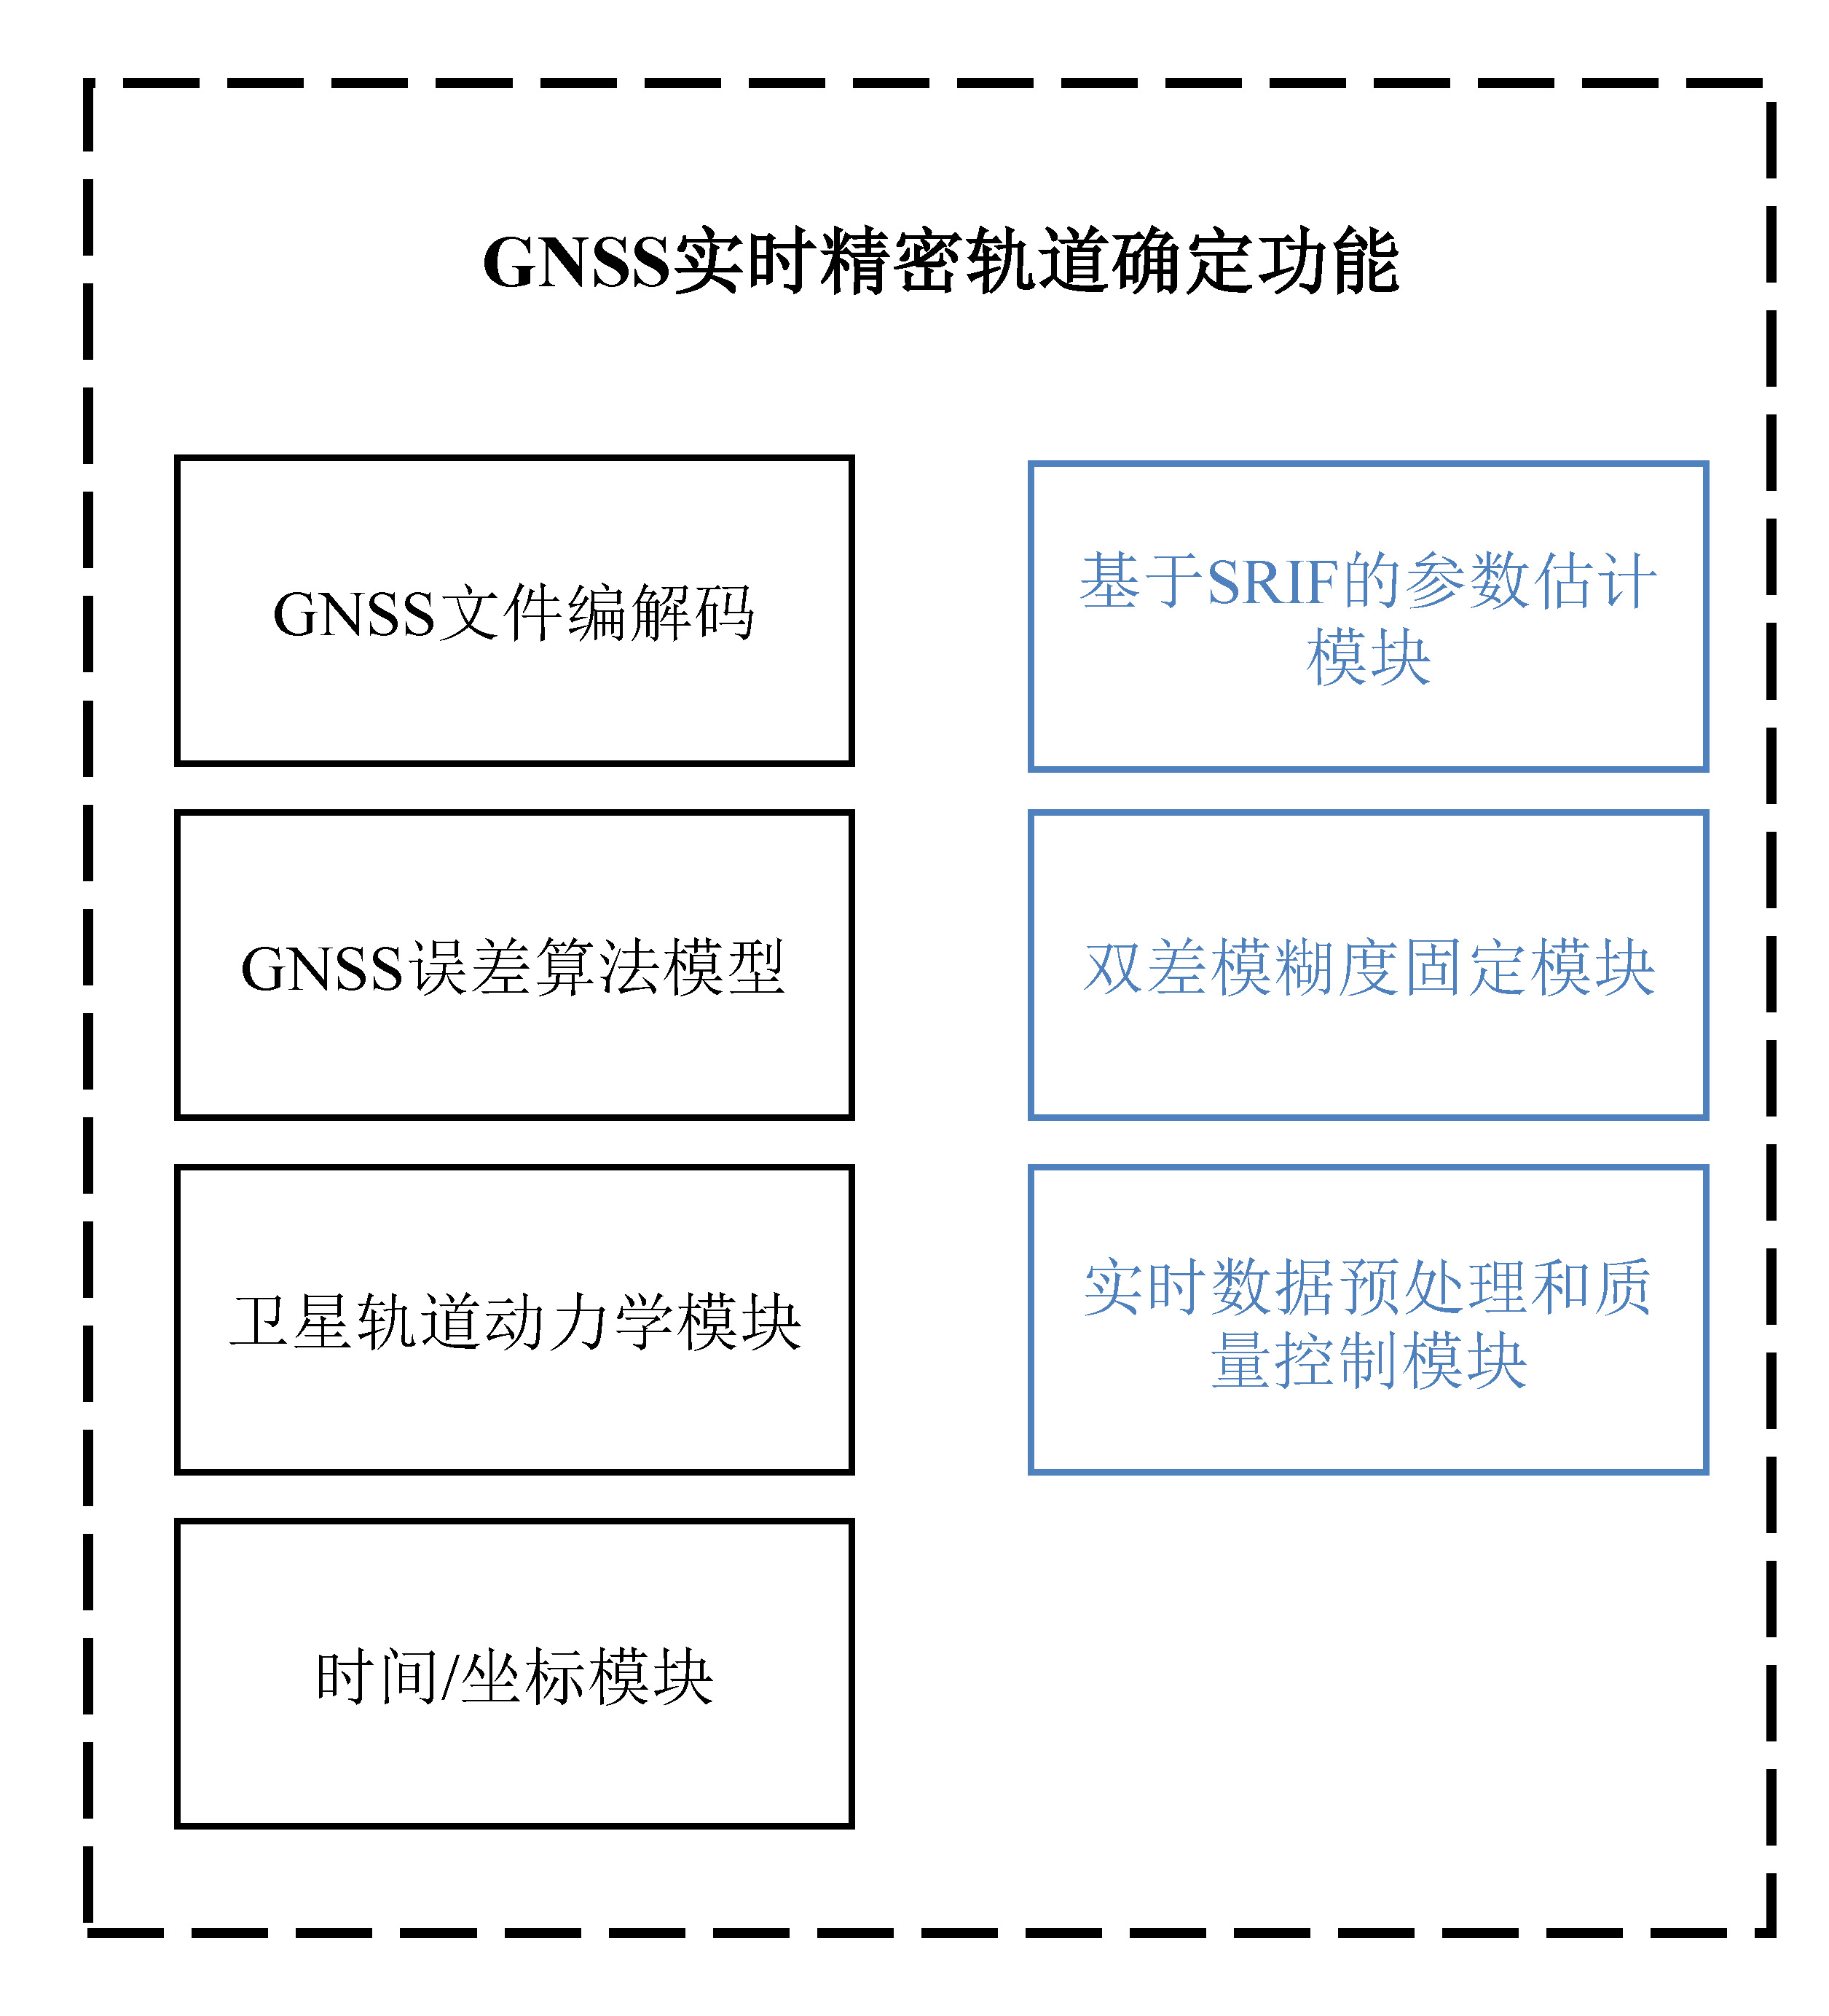 GNSS实时精密轨道确定功能
GNSS文件编解码
GNSS误差算法模型
卫星轨道动力学模块
时间/坐标模块
基于SRIF的参数估计
模块
双差模糊度固定模块
实时数据预处理和质
量控制模块